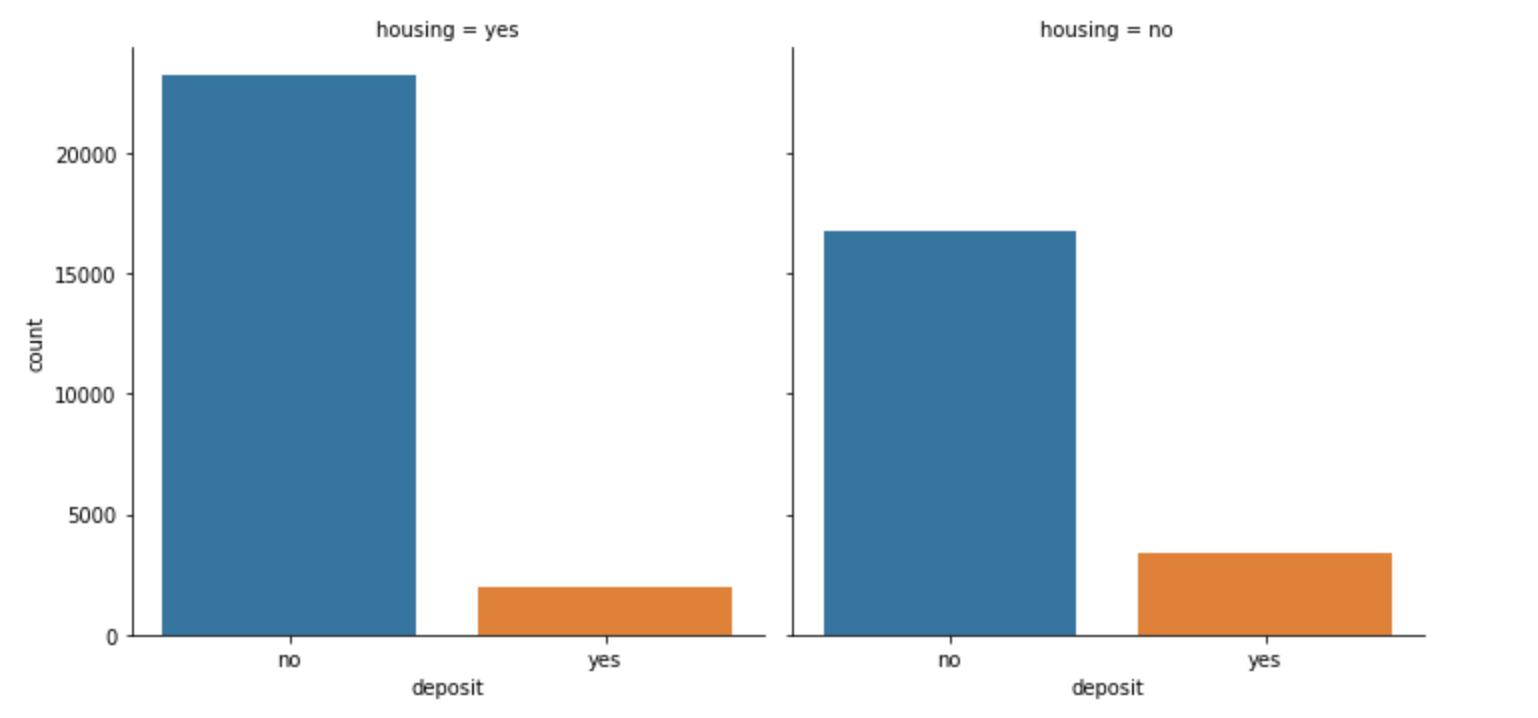 housing = yes
housing = no
count
20000
15000
10000
5000
0
no
yes
no
yes
deposit
deposit